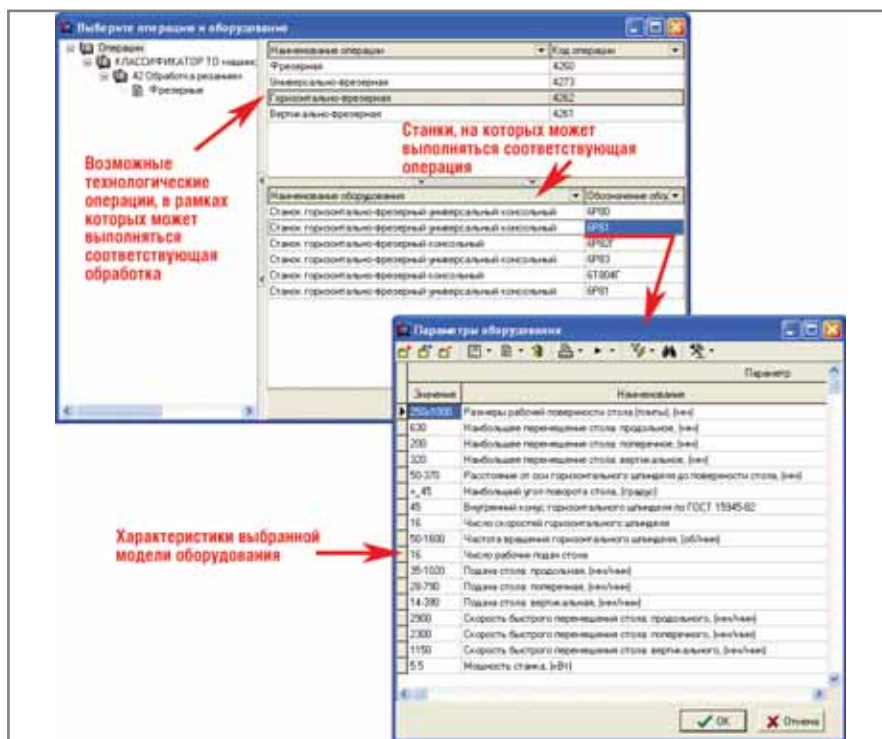 Выберите операцию и оборудование
Операции
КЛАССИФИКАТОР ТО машин
42 Обработка резанием
Фрезерные
Наименование операции
Код операции
Фрезерная
4260
Универсально-фрезерная
4273
Горизонтально-фрезерная
4262
Вертикально-фрезерная
4261
Станки, на которых может
выполняться соответствующая
операция
Возможные
технологические
операции, в рамках
которых может
выполняться
соответствующая
обработка
Наименование оборудования
Обозначение обо
Станок горизонтально-фрезерный универсальный консольный
6Р80
Станок горизонтально-фрезерный универсальный консольный
6Р81
Станок горизонтально-фрезерный консольный
6Р82Г
Станок горизонтально-фрезерный универсальный консольный
6Р83
Станок горизонтально-фрезерный консольный
6Т804Г
Станок горизонтально-фрезерный универсальный консольный
6Р81
Параметры оборудования
Параметр
Значение
Наименование
250x1000
Размеры рабочей поверхности стола (плиты), (мм)
630
Наибольшее перемещение стола: продольное, (мм)
200
Наибольшее перемещение стола: поперечное, (мм)
320
Наибольшее перемещение стола: вертикальное, (мм)
50-370
Расстояние от оси горизонтального шпинделя до поверхности стола, (мм)
+_45
Наибольший угол поворота стола, (градус)
45
Внутренний конус горизонтального шпинделя по ГОСТ 15945-82
16
Число скоростей горизонтального шпинделя
50-1600
Частота вращения горизонтального шпинделя, (об/мин)
16
Число рабочих подач стола
35-1020
Подача стола: продольная, (мм/мин)
28-790
Подача стола: поперечная, (мм/мин)
14-390
Подача стола: вертикальная, (мм/мин)
2900
Скорость быстрого перемещения стола: продольного, (мм/мин)
2300
Скорость быстрого перемещения стола: поперечного, (мм/мин)
1150
Скорость быстрого перемещения стола: вертикального, (мм/мин)
5.5
Мощность станка, (кВт)
Характеристики выбранной
модели оборудования
OK
Отмена